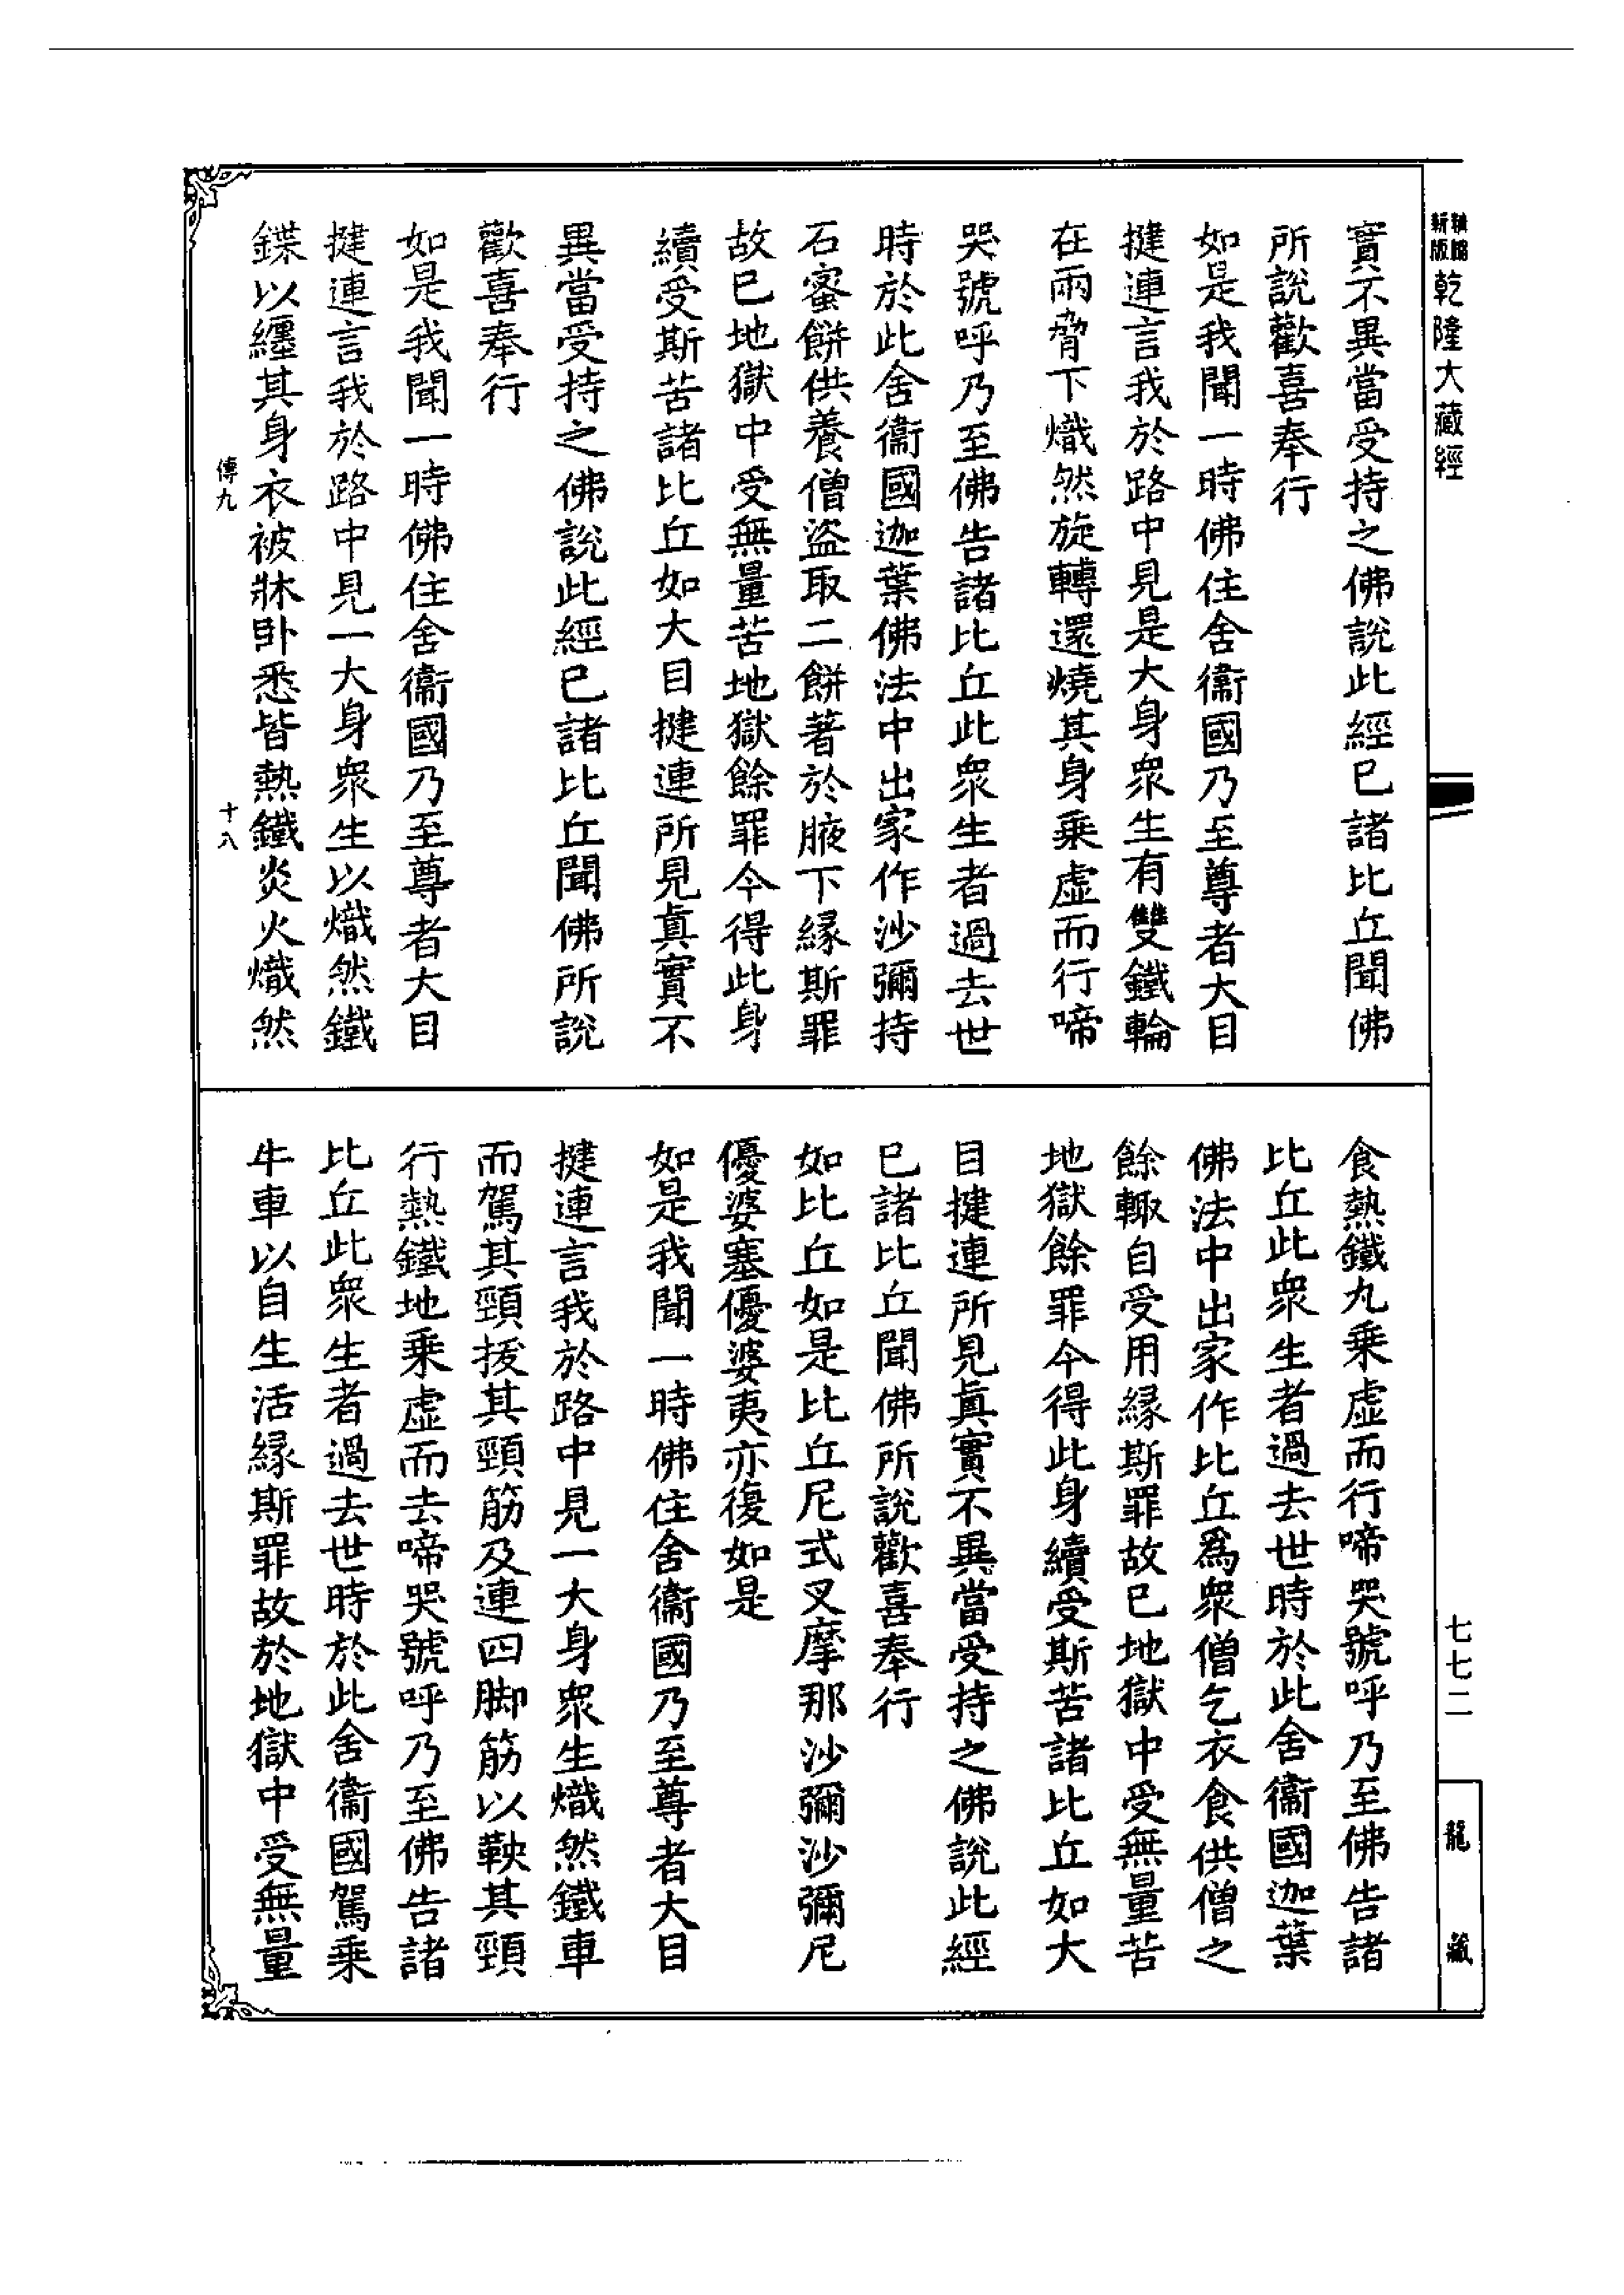 新版
精縮
乾隆大藏經
實不異當受持之佛說此經已諸比丘聞佛
所說歡喜奉行
如是我聞一時佛住舍衞國乃至尊者大目
揵連言我於路中見是大身衆生有雙鐵輪
在兩脅下熾然旋轉還燒其身乗虛而行啼
哭號呼乃至佛告諸比丘此衆生者過去世
時於此舍衞國迦葉佛法中出家作沙彌持
石蜜餅供養僧盜取二餅著於腋下緣斯罪
故已地獄中受無量苦地獄餘罪今得此身
續受斯苦諸比丘如大目揵連所見眞實不
異當受持之佛說此經已諸比丘聞佛所說
歡喜奉行
如是我聞一時佛住舍衞國乃至尊者大目
揵連言我於路中見一大身衆生以熾然鐵
鍱以纏其身衣被牀卧悉皆熱鐵炎火熾然
傳九
十八
食熱鐵九乗虛而行啼哭號呼乃至佛告諸
比丘此衆生者過去世時於此舍衞國迦葉
佛法中出家作比丘爲衆僧乞衣食供僧之
餘輙自受用緣斯罪故已地獄中受無量苦
地獄餘罪今得此身續受斯苦諸比丘如大
目揵連所見眞實不異當受持之佛說此經
已諸比丘聞佛所說歡喜奉行
如比丘如是比丘尼式叉摩那沙彌沙彌尼
優婆塞優婆夷亦復如是
如是我聞一時佛住舍衞國乃至尊者大目
揵連言我於路中見一大身衆生熾然鐵車
而駕其頸拔其頸筋及連四脚筋以鞅其頸
行熱鐵地乗虛而去啼哭號呼乃至佛告諸
比丘此衆生者過去世時於此舍衞國駕乗
牛車以自生活緣斯罪故於地獄中受無量
七七二
龍藏